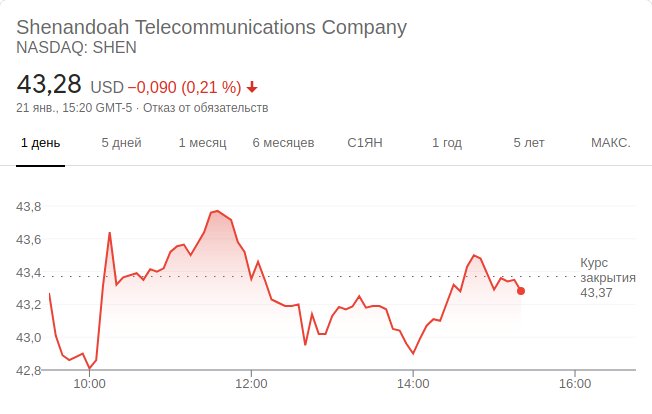 Shenandoah Telecommunications Company
NASDAQ: SHEN
43,28 USD −0,090 (0,21 %)
21 янв., 15:20 GMT-5 · Отказ от обязательств
1 день 5 дней 1 месяц 6 месяцев С1ЯН 1 год 5 лет МАКС.
43,8
43,6
Курс
43,4 закрытия
43,37
43,2
43,0
42,8
10:00 12:00 14:00 16:00